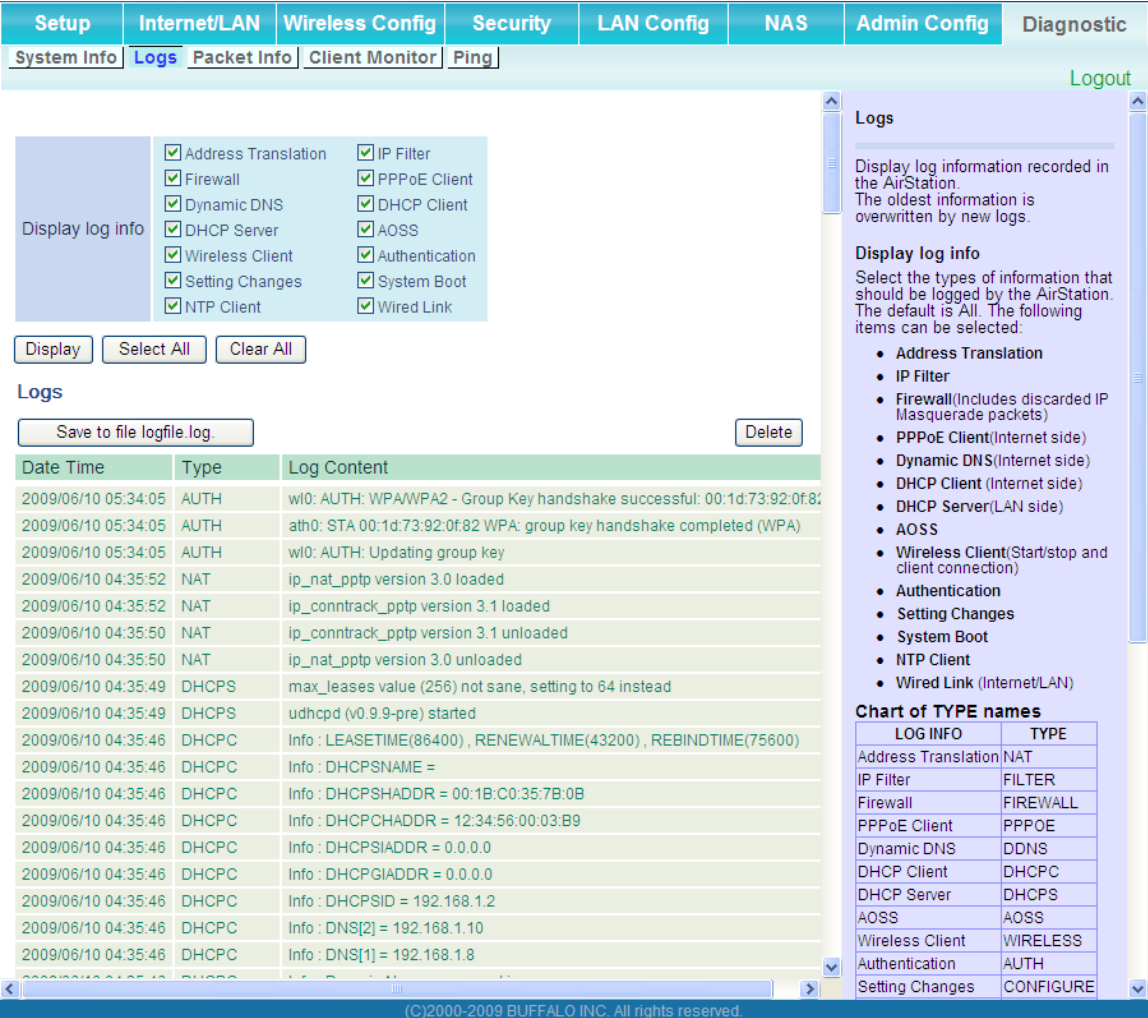 Setup Internet/LAN Wireless Config Security LAN Config NAS Admin Config Diagnostic
System Info Logs Packet Info Client Monitor Ping
Logout
Display log info
Address Translation IP Filter
Firewall PPPoE Client
Dynamic DNS DHCP Client
DHCP Server AOSS
Wireless Client Authentication
Setting Changes System Boot
NTP Client Wired Link
Display Select All Clear All
Logs
Save to file logfile.log. Delete
Date Time Type Log Content
2009/06/10 05:34:05 AUTH wl0: AUTH: WPA/WPA2 - Group Key handshake successful: 00:1d:73:92:0f:82
2009/06/10 05:34:05 AUTH ath0: STA 00:1d:73:92:0f:82 WPA: group key handshake completed (WPA)
2009/06/10 05:34:05 AUTH wl0: AUTH: Updating group key
2009/06/10 04:35:52 NAT ip_nat_pptp version 3.0 loaded
2009/06/10 04:35:52 NAT ip_conntrack_pptp version 3.1 loaded
2009/06/10 04:35:50 NAT ip_conntrack_pptp version 3.1 unloaded
2009/06/10 04:35:50 NAT ip_nat_pptp version 3.0 unloaded
2009/06/10 04:35:49 DHCPS max_leases value (256) not sane, setting to 64 instead
2009/06/10 04:35:49 DHCPS udhcpd (v0.9.9-pre) started
2009/06/10 04:35:46 DHCPC Info : LEASETIME(86400) , RENEWALTIME(43200) , REBINDTIME(75600)
2009/06/10 04:35:46 DHCPC Info : DHCPSNAME =
2009/06/10 04:35:46 DHCPC Info : DHCPSHADDR = 00:1B:C0:35:7B:0B
2009/06/10 04:35:46 DHCPC Info : DHCPCHADDR = 12:34:56:00:03:B9
2009/06/10 04:35:46 DHCPC Info : DHCPSIADDR = 0.0.0.0
2009/06/10 04:35:46 DHCPC Info : DHCPGIADDR = 0.0.0.0
2009/06/10 04:35:46 DHCPC Info : DHCPSID = 192.168.1.2
2009/06/10 04:35:46 DHCPC Info : DNS[2] = 192.168.1.10
2009/06/10 04:35:46 DHCPC Info : DNS[1] = 192.168.1.8
Logs
Display log information recorded in
the AirStation.
The oldest information is
overwritten by new logs.
Display log info
Select the types of information that
should be logged by the AirStation.
The default is All. The following
items can be selected:
• Address Translation
• IP Filter
• Firewall(Includes discarded IP
Masquerade packets)
• PPPoE Client(Internet side)
• Dynamic DNS(Internet side)
• DHCP Client (Internet side)
• DHCP Server(LAN side)
• AOSS
• Wireless Client(Start/stop and
client connection)
• Authentication
• Setting Changes
• System Boot
• NTP Client
• Wired Link (Internet/LAN)
Chart of TYPE names
LOG INFO TYPE
Address Translation NAT
IP Filter FILTER
Firewall FIREWALL
PPPoE Client PPPOE
Dynamic DNS DDNS
DHCP Client DHCPC
DHCP Server DHCPS
AOSS AOSS
Wireless Client WIRELESS
Authentication AUTH
Setting Changes CONFIGURE
(C)2000-2009 BUFFALO INC. All rights reserved.